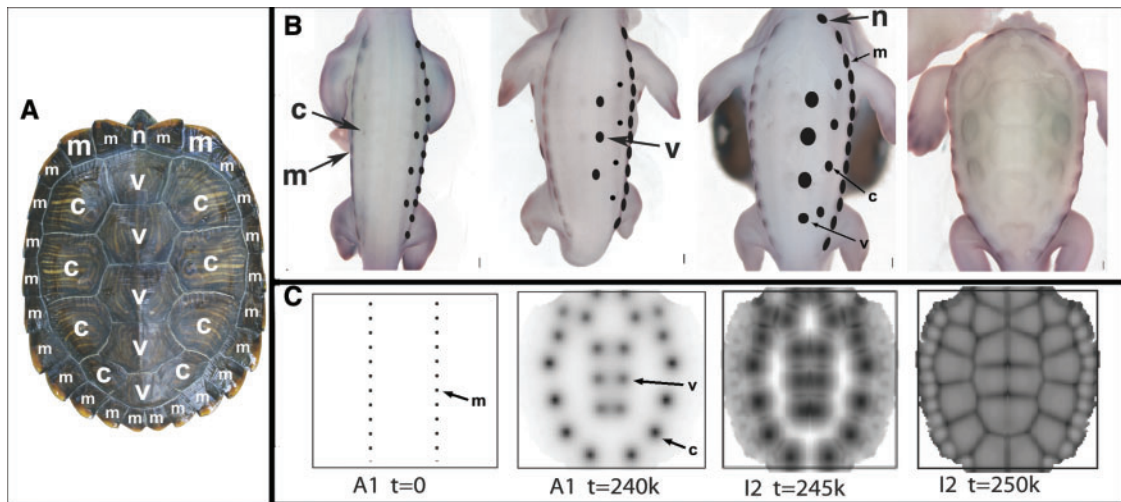 A
m m n m m
m v m
m c c m
m v m
c c
m v m
m c c m
m v m
c c
m v m
m m
m m m m
B
c
m
v
n
m
c
v
C
m
A1 t=0
v
c
A1 t=240k
I2 t=245k
I2 t=250k